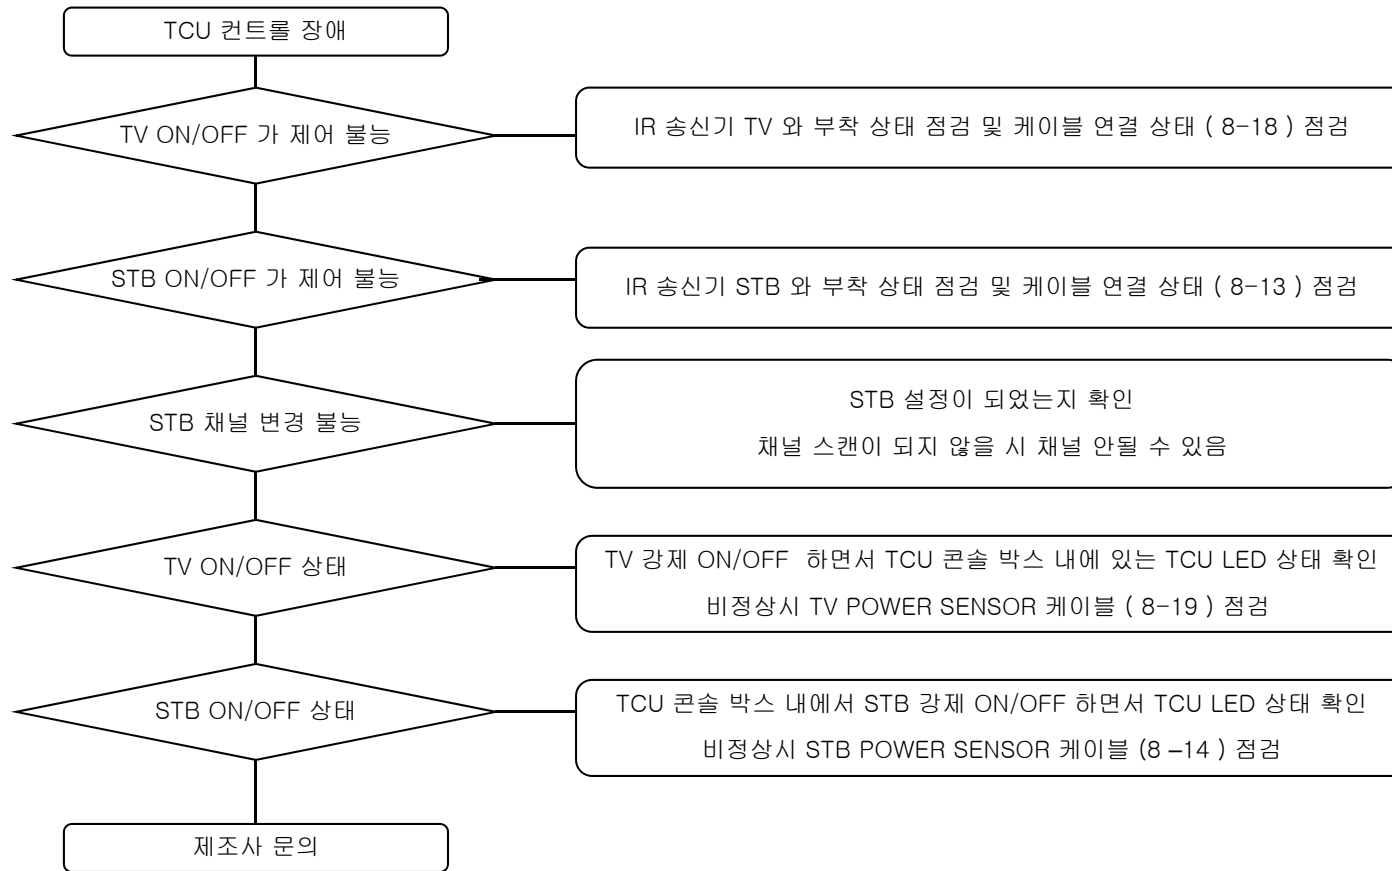 TCU 컨트롤 장애
TV ON/OFF 가 제어 불능
IR 송신기 TV 와 부착 상태 점검 및 케이블 연결 상태 ( 8-18 ) 점검
STB ON/OFF 가 제어 불능
IR 송신기 STB 와 부착 상태 점검 및 케이블 연결 상태 ( 8-13 ) 점검
STB 채널 변경 불능
STB 설정이 되었는지 확인
채널 스캔이 되지 않을 시 채널 안될 수 있음
TV ON/OFF 상태
TV 강제 ON/OFF 하면서 TCU 콘솔 박스 내에 있는 TCU LED 상태 확인
비정상시 TV POWER SENSOR 케이블 ( 8-19 ) 점검
STB ON/OFF 상태
TCU 콘솔 박스 내에서 STB 강제 ON/OFF 하면서 TCU LED 상태 확인
비정상시 STB POWER SENSOR 케이블 (8 –14 ) 점검
제조사 문의